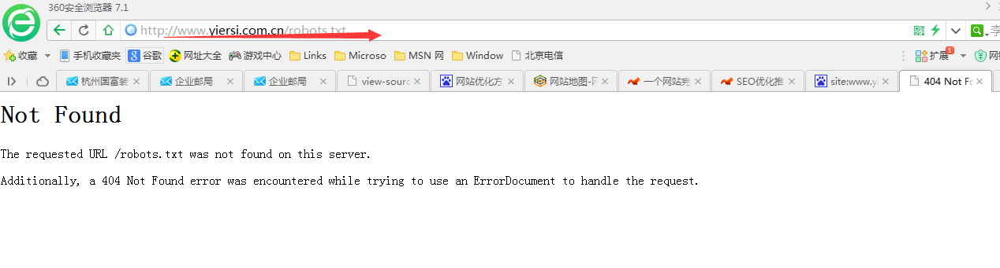 360安全浏览器 7.1
http://www.yiersi.com.cn/robots.txt
李
收藏 手机收藏夹 谷歌 网址大全 游戏中心 Links Microso MSN 网 Window 北京电信 扩展 1 网
杭州国富装 企业邮局 企业邮局 view-sourc 网站优化方 网站地图-网 一个网站完 SEO优化推 site:www.yi 404 Not Fo
Not Found
The requested URL /robots.txt was not found on this server.
Additionally, a 404 Not Found error was encountered while trying to use an ErrorDocument to handle the request.